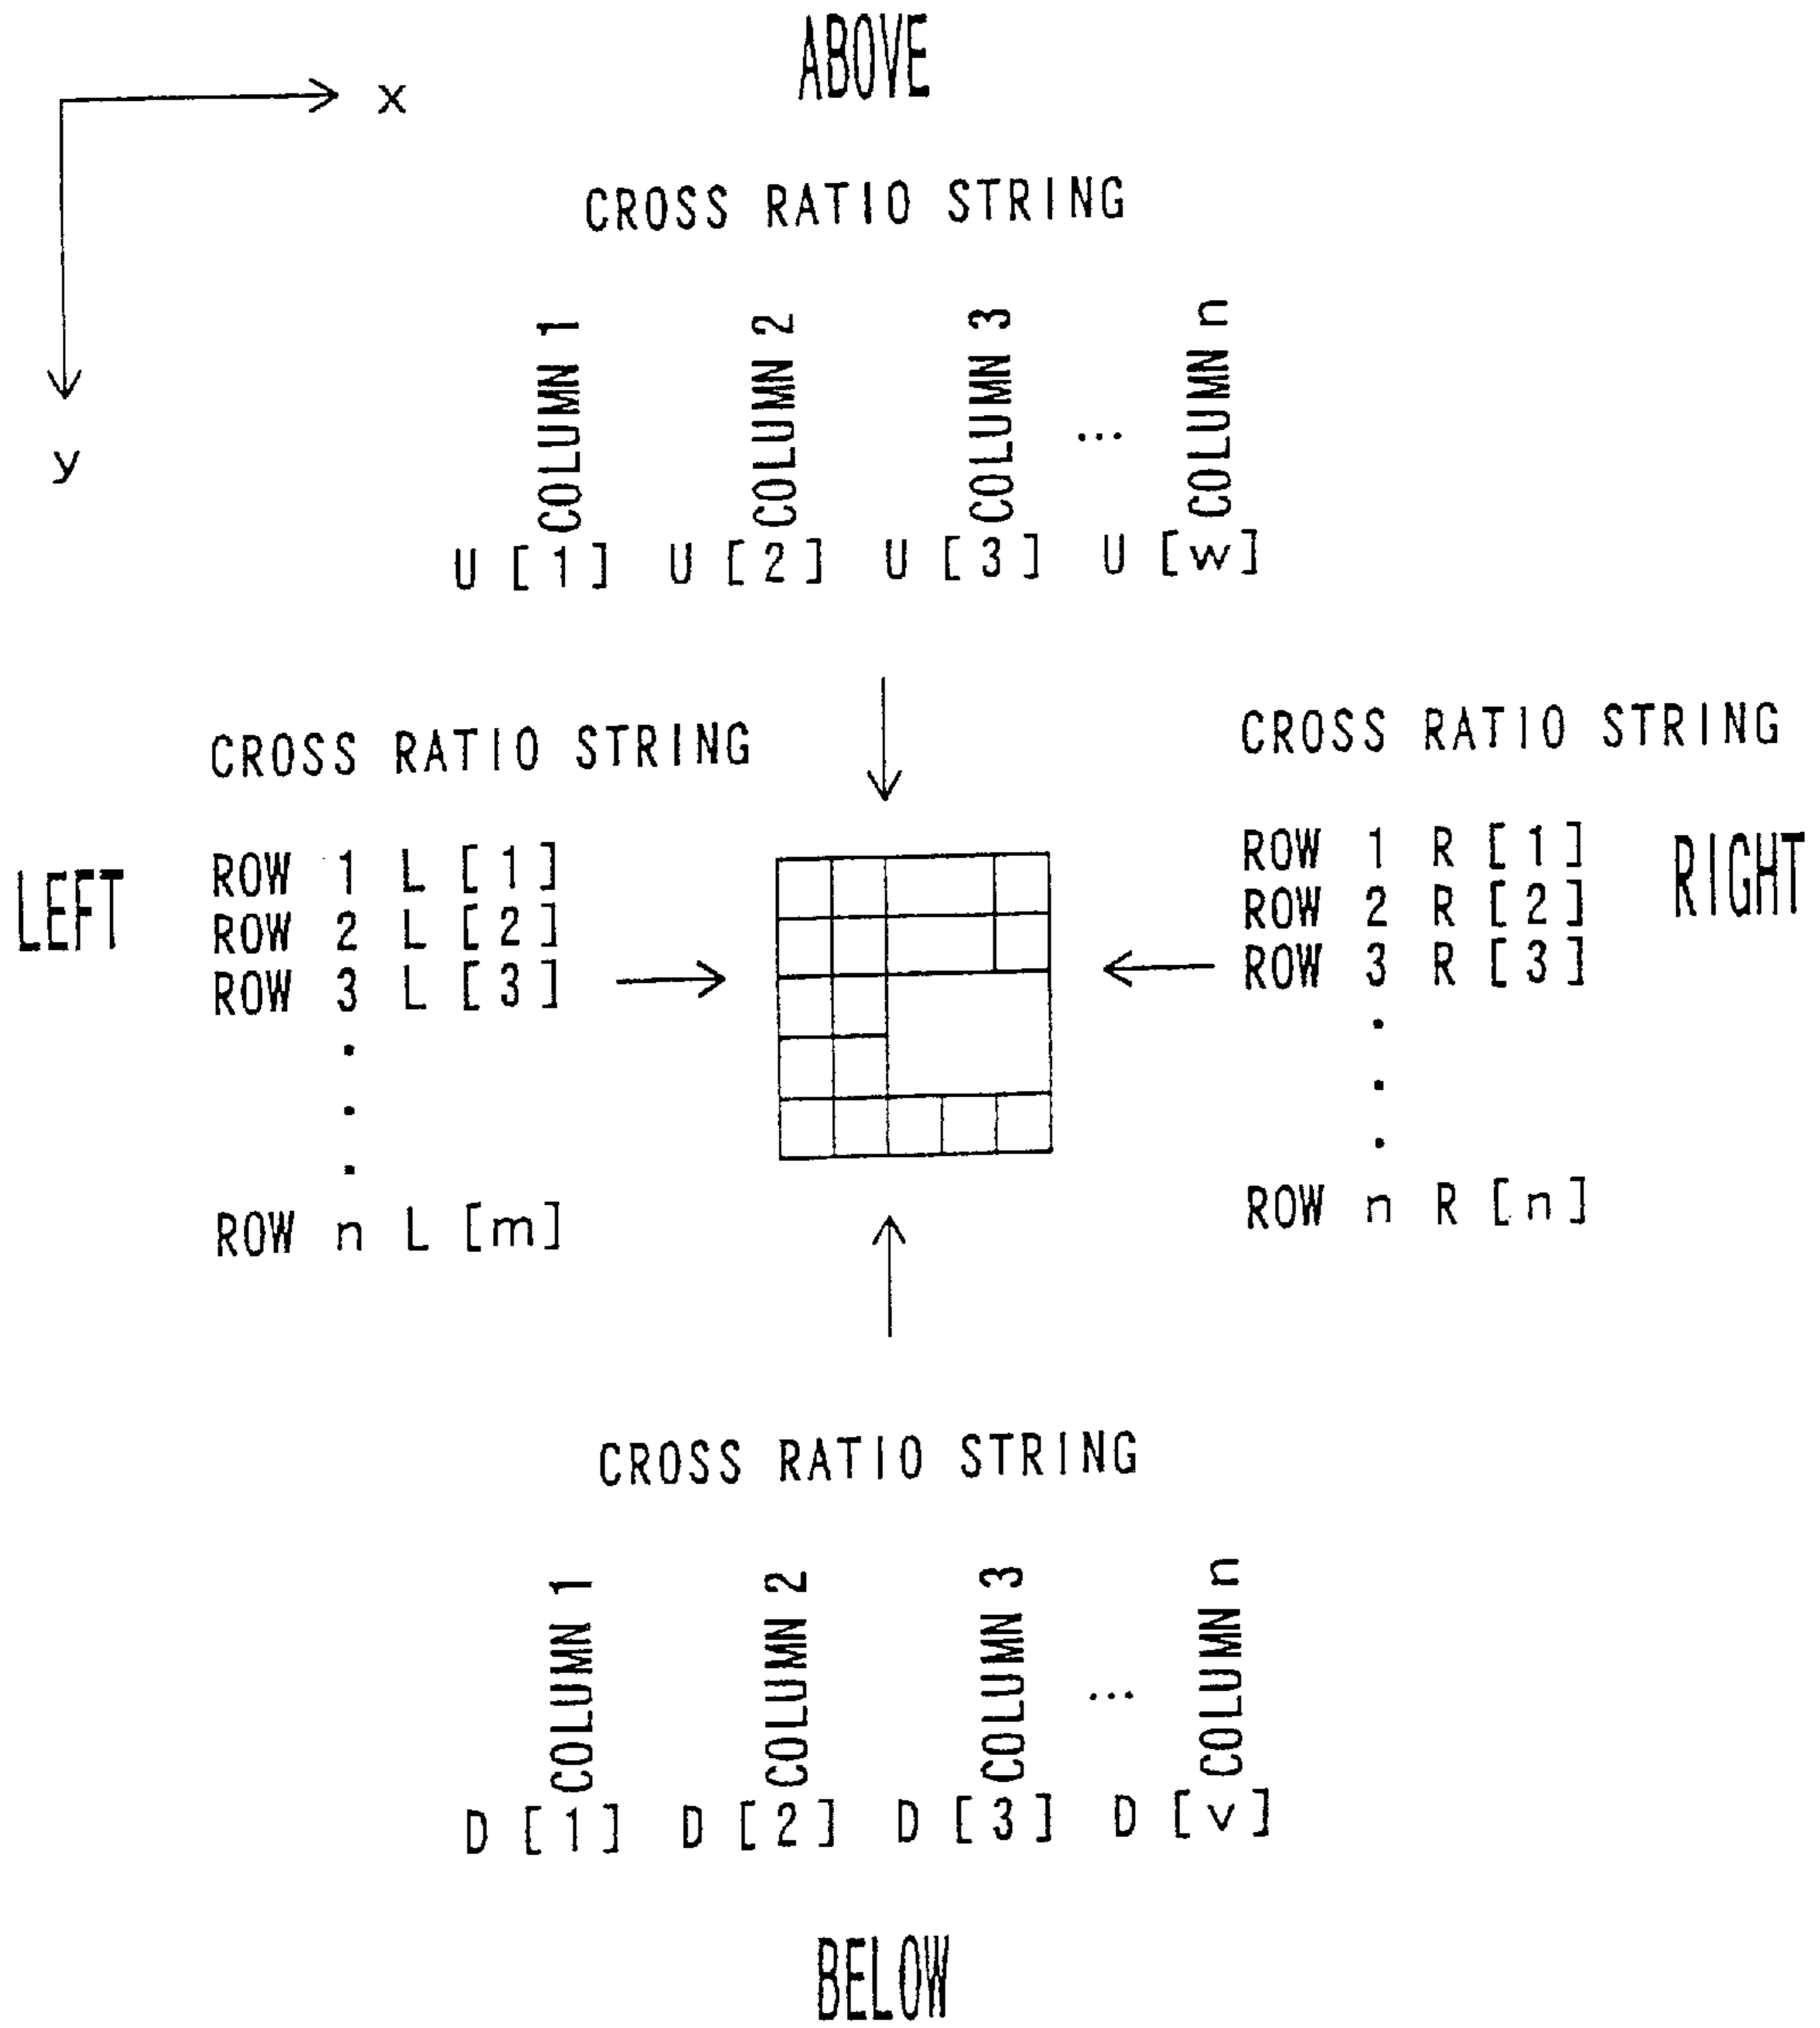 ABOVE
x
y
CROSS RATIO STRING
COLUMN 1 COLUMN 2 COLUMN 3 ... COLUMN n
U [1] U [2] U [3] U [w]
CROSS RATIO STRING
LEFT
ROW 1 L [1]
ROW 2 L [2]
ROW 3 L [3]
.
.
.
ROW n L [m]
CROSS RATIO STRING
RIGHT
ROW 1 R [1]
ROW 2 R [2]
ROW 3 R [3]
.
.
.
ROW n R [n]
CROSS RATIO STRING
COLUMN 1 COLUMN 2 COLUMN 3 ... COLUMN n
D [1] D [2] D [3] D [v]
BELOW